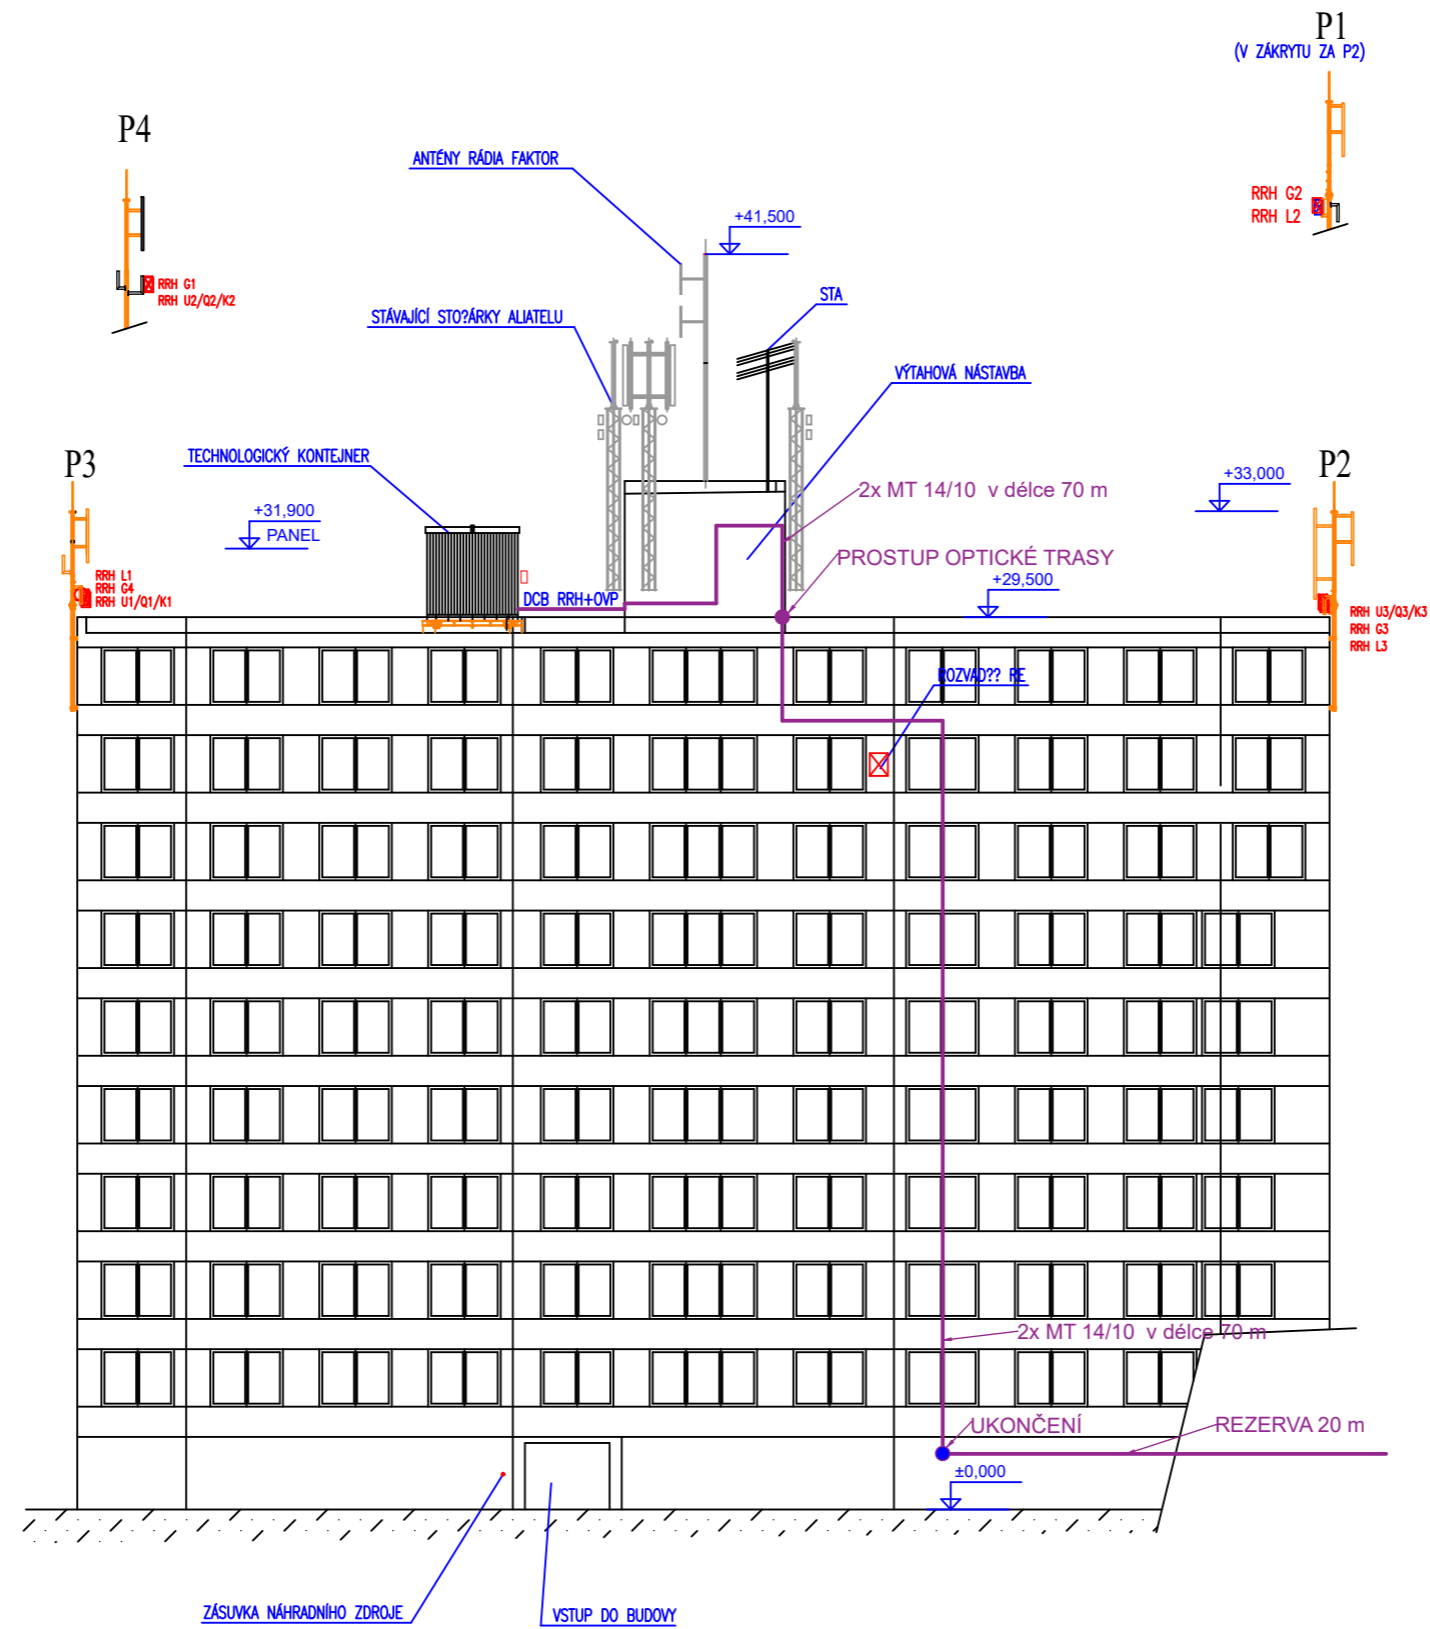 P1
(V ZÁKRYTU ZA P2)
P4
ANTÉNY RÁDIA FAKTOR
RRH G2
RRH L2
+41,500
RRH G1
RRH U2/Q2/K2
STA
STÁVAJÍCÍ STO?ÁRKY ALIATELU
VÝTAHOVÁ NÁSTAVBA
P3
TECHNOLOGICKÝ KONTEJNER
P2
+33,000
2x MT 14/10 v délce 70 m
+31,900
PANEL
PROSTUP OPTICKÉ TRASY
RRH L1
RRH G4
RRH U1/Q1/K1
+29,500
DCB RRH+OVP
RRH U3/Q3/K3
RRH G3
RRH L3
ROZVAD?? RE
2x MT 14/10 v délce 70 m
UKONČENÍ
REZERVA 20 m
±0,000
ZÁSUVKA NÁHRADNÍHO ZDROJE
VSTUP DO BUDOVY